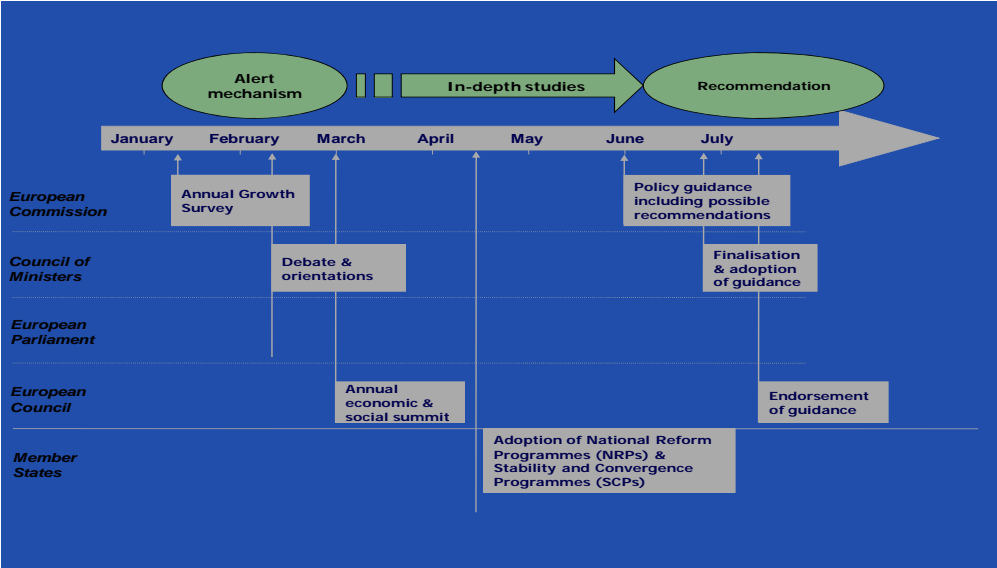 Alert
mechanism
In-depth studies
Recommendation
January February March April May June July
European
Commission
Annual Growth
Survey
Policy guidance
including possible
recommendations
Council of
Ministers
Debate &
orientations
Finalisation
& adoption
of guidance
European
Parliament
European
Council
Annual
economic &
social summit
Endorsement
of guidance
Member
States
Adoption of National Reform
Programmes (NRPs) &
Stability and Convergence
Programmes (SCPs)